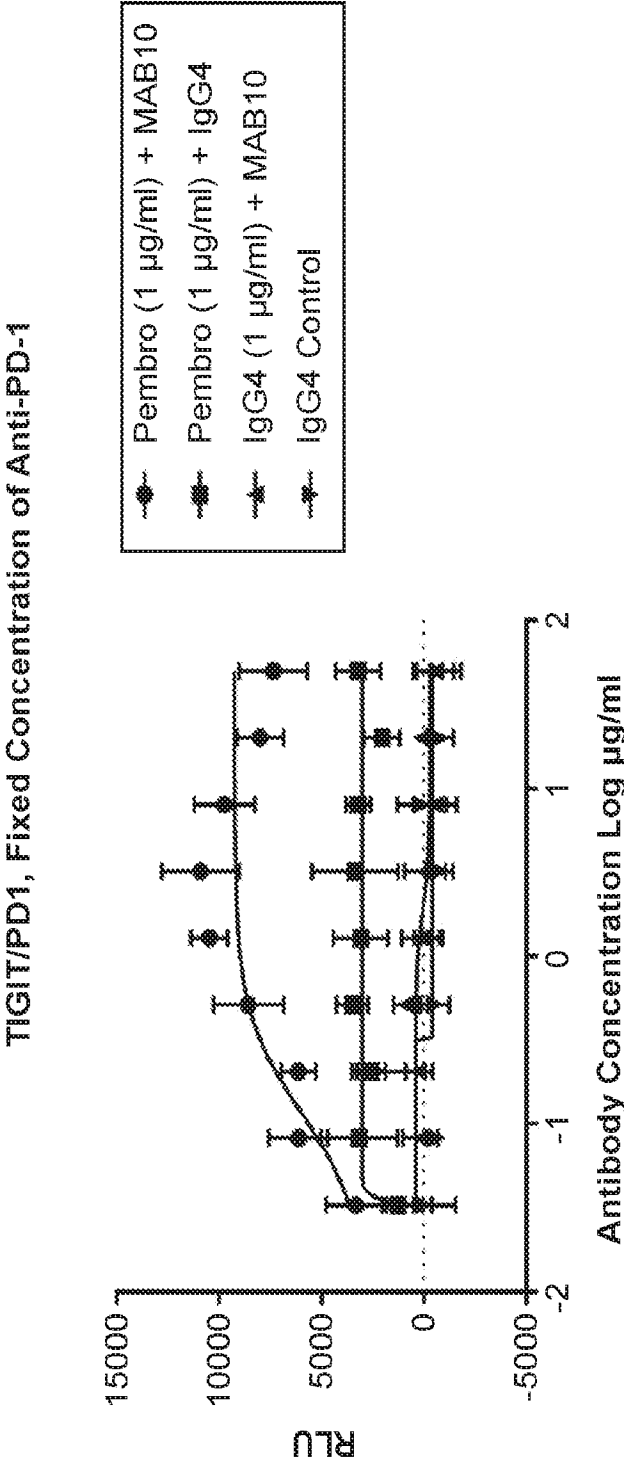 TIGIT/PD1, Fixed Concentration of Anti-PD-1
Pembro (1 µg/ml) + MAB10
Pembro (1 µg/ml) + IgG4
IgG4 (1 µg/ml) + MAB10
IgG4 Control
RLU
15000
10000
5000
0
-5000
-2
-1
0
1
2
Antibody Concentration Log µg/ml